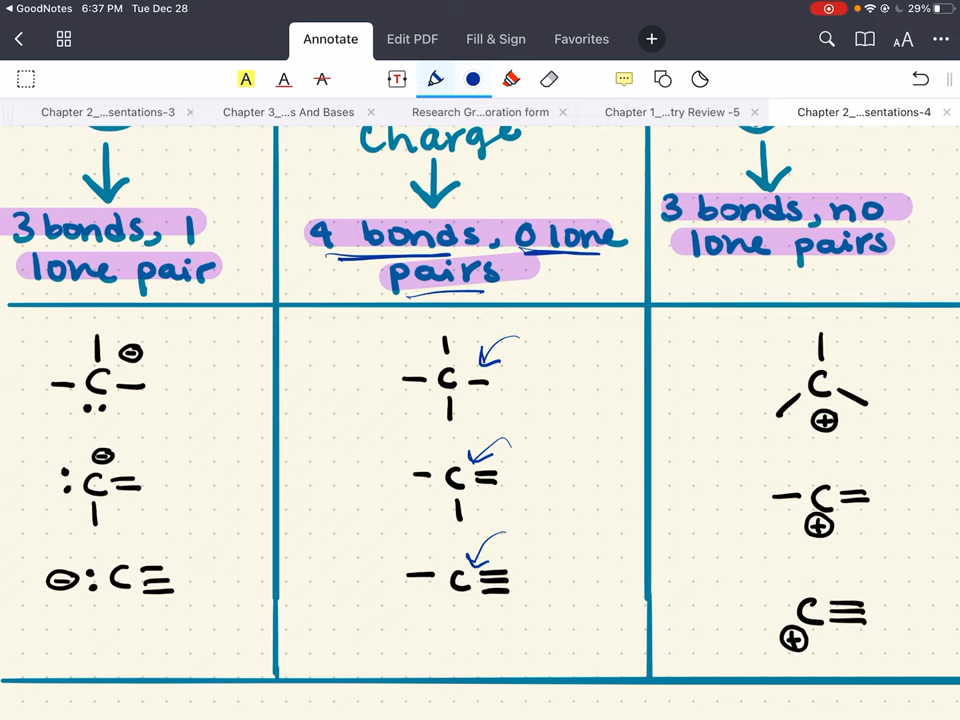 GoodNotes 6:37 PM Tue Dec 28 29%
Annotate Edit PDF Fill & Sign Favorites
A A A T AA
Chapter 2_...sentations-3 × Chapter 3_...s And Bases × Research Gr...oration form × Chapter 1_...try Review -5 × Chapter 2_...sentations-4 ×
Charge
3 bonds, 1
lone pair
4 bonds, 0 lone
pairs
3 bonds, no
lone pairs
C
:C=
⊖:C≡
-C-
-C=
-C≡
C
⊕
-C=
⊕
C≡
⊕